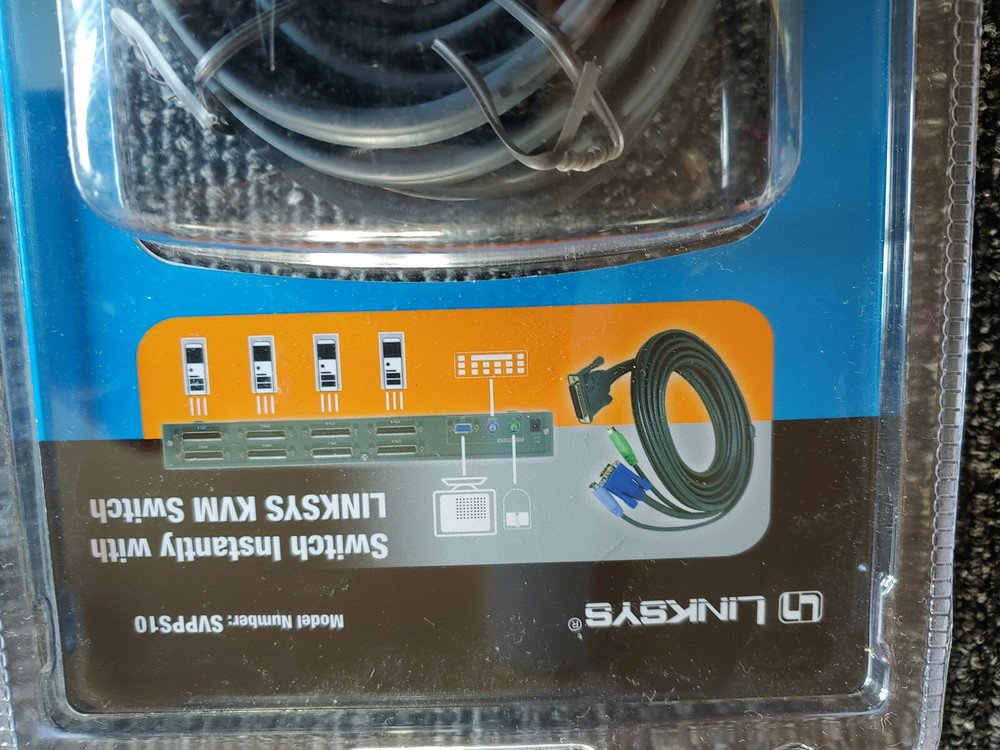 LINKSYS®
Model Number: SVPPS10
Switch Instantly with
LINKSYS KVM Switch